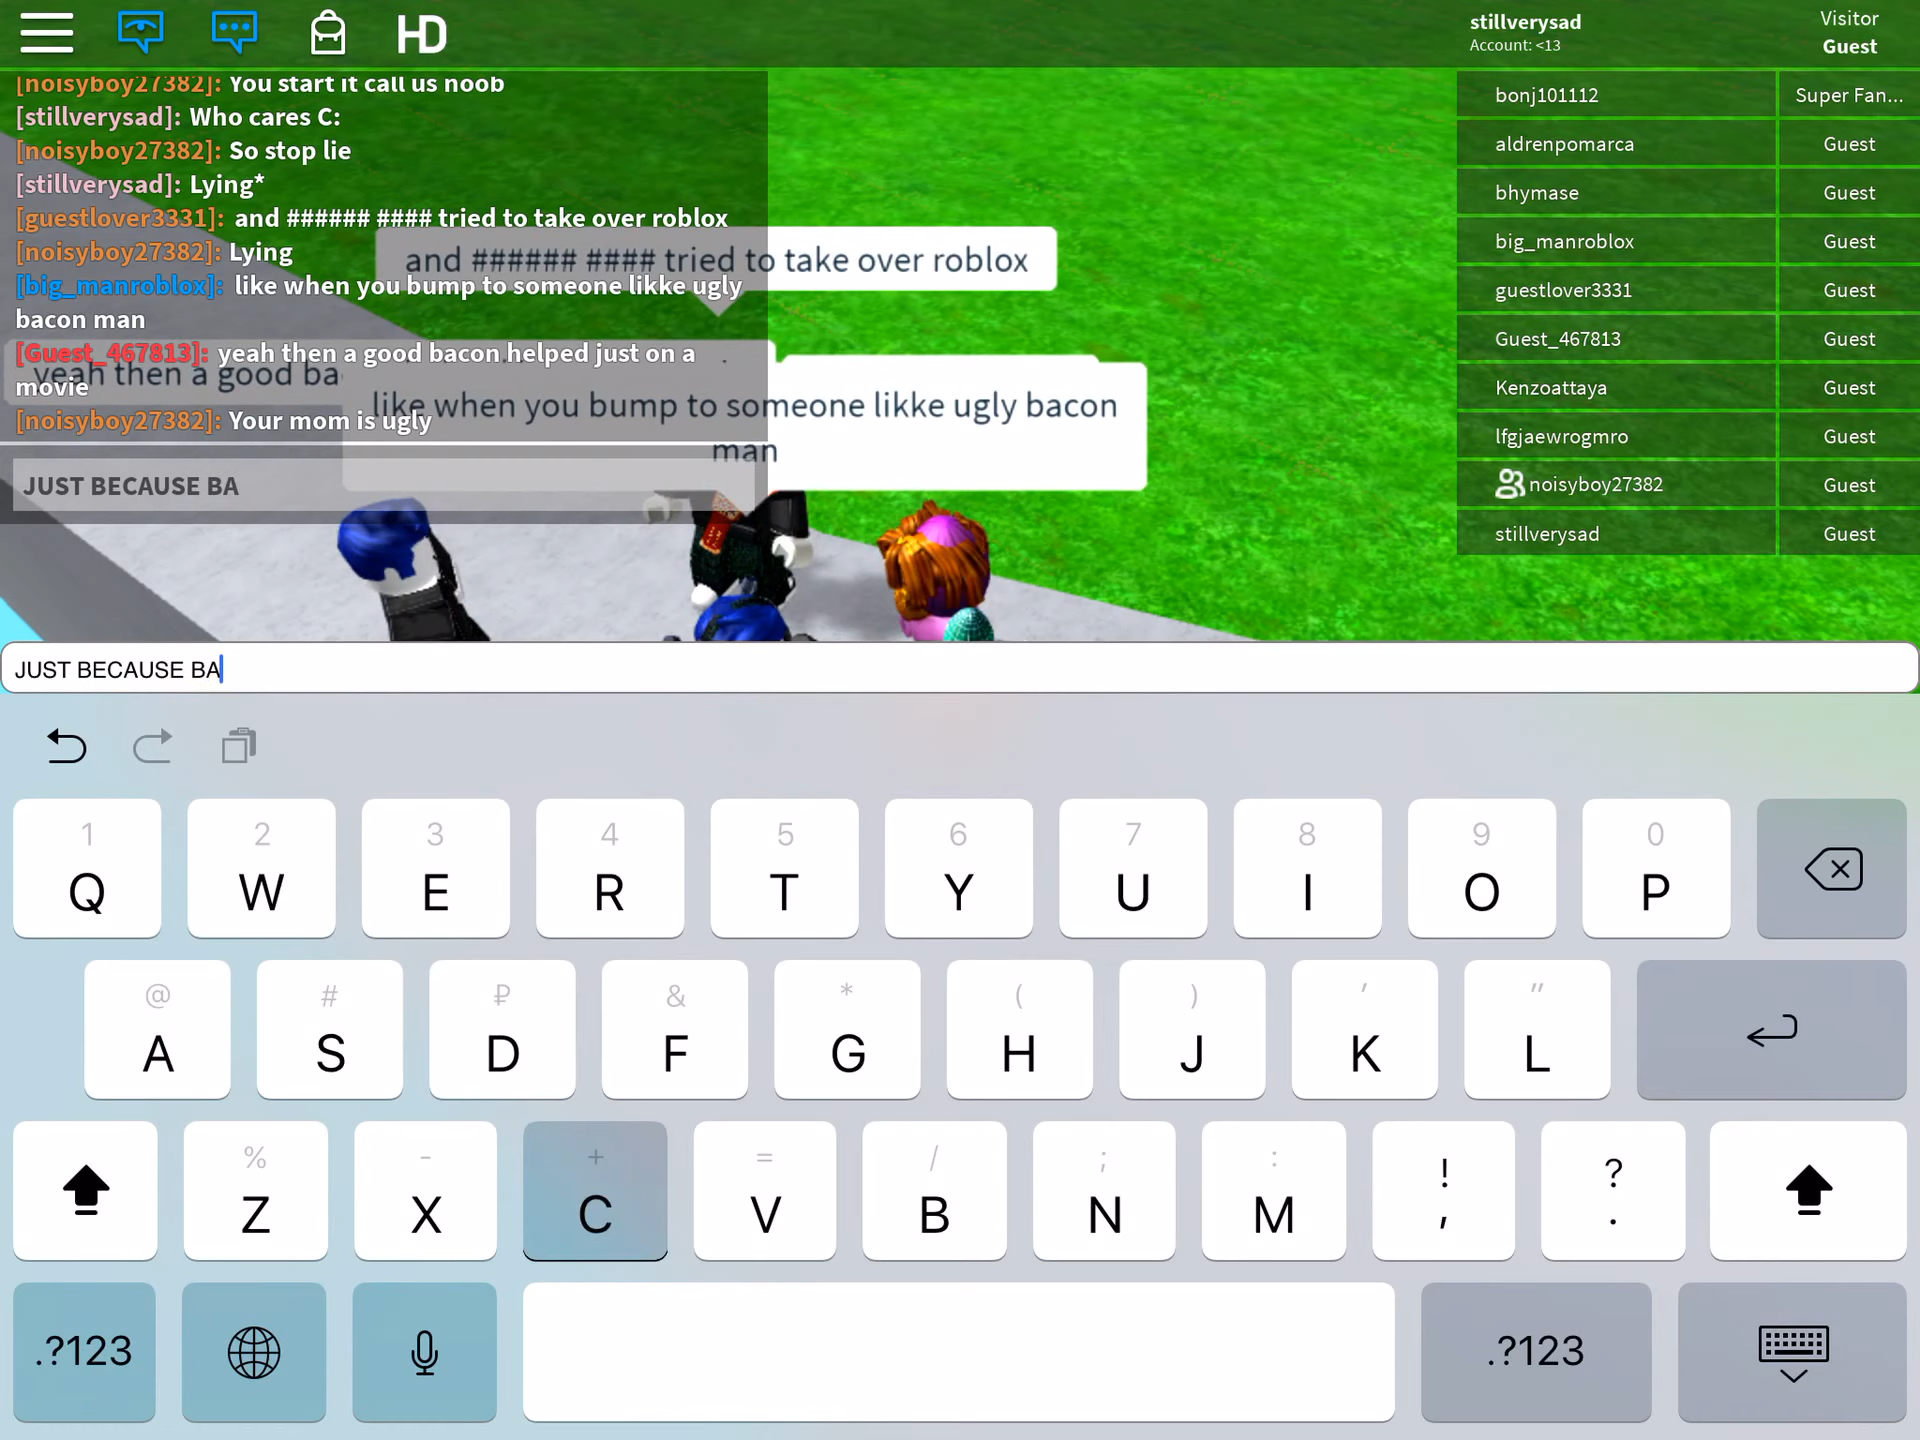 HD
stillverysad
Account: <13
Visitor
Guest
[noisyboy27382]: You start it call us noob
[stillverysad]: Who cares C:
[noisyboy27382]: So stop lie
[stillverysad]: Lying*
[guestlover3331]: and ###### #### tried to take over roblox
[noisyboy27382]: Lying
[big_manroblox]: like when you bump to someone likke ugly
bacon man
[Guest_467813]: yeah then a good bacon helped just on a
movie
[noisyboy27382]: Your mom is ugly
JUST BECAUSE BA
and ###### #### tried to take over roblox
yeah then a good ba
like when you bump to someone likke ugly bacon
man
bonj101112 Super Fan...
aldrenpomarca Guest
bhymase Guest
big_manroblox Guest
guestlover3331 Guest
Guest_467813 Guest
Kenzoattaya Guest
lfgjaewrogmro Guest
noisyboy27382 Guest
stillverysad Guest
JUST BECAUSE BA
1 2 3 4 5 6 7 8 9 0
Q W E R T Y U I O P
@ # ₽ & * ( ) ' "
A S D F G H J K L
% - + = / ; : ! ?
Z X C V B N M , .
.?123 .?123